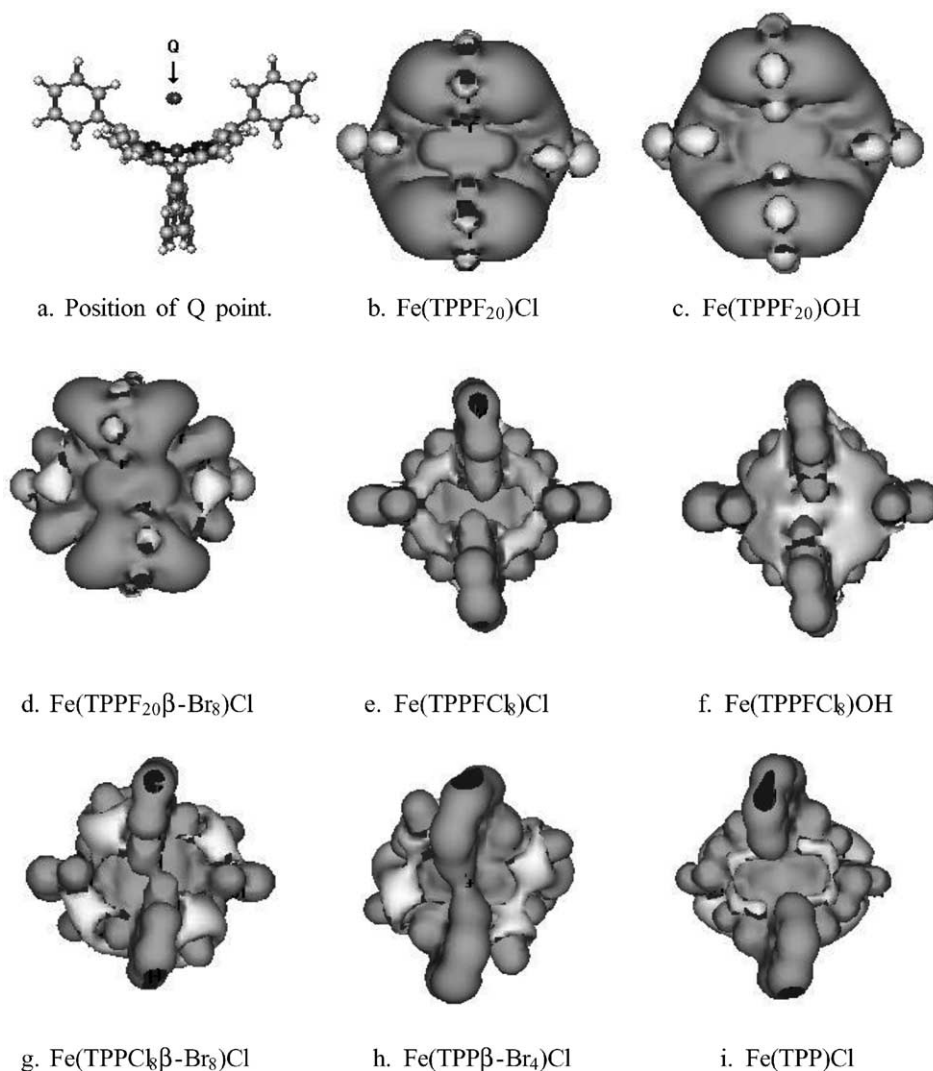 Q
a. Position of Q point.
b. Fe(TPPF₂₀)Cl
c. Fe(TPPF₂₀)OH
d. Fe(TPPF₂₀β-Br₈)Cl
e. Fe(TPPFCl₈)Cl
f. Fe(TPPFCl₈)OH
g. Fe(TPPCl₈β-Br₈)Cl
h. Fe(TPPβ-Br₄)Cl
i. Fe(TPP)Cl